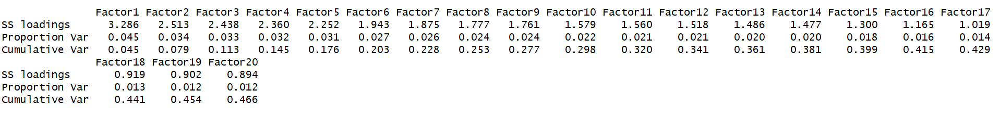 Factor1 Factor2 Factor3 Factor4 Factor5 Factor6 Factor7 Factor8 Factor9 Factor10 Factor11 Factor12 Factor13 Factor14 Factor15 Factor16 Factor17
SS loadings 3.286 2.513 2.438 2.360 2.252 1.943 1.875 1.777 1.761 1.579 1.560 1.518 1.486 1.477 1.300 1.165 1.019
Proportion Var 0.045 0.034 0.033 0.032 0.031 0.027 0.026 0.024 0.024 0.022 0.021 0.021 0.020 0.020 0.018 0.016 0.014
Cumulative Var 0.045 0.079 0.113 0.145 0.176 0.203 0.228 0.253 0.277 0.298 0.320 0.341 0.361 0.381 0.399 0.415 0.429
Factor18 Factor19 Factor20
SS loadings 0.919 0.902 0.894
Proportion Var 0.013 0.012 0.012
Cumulative Var 0.441 0.454 0.466